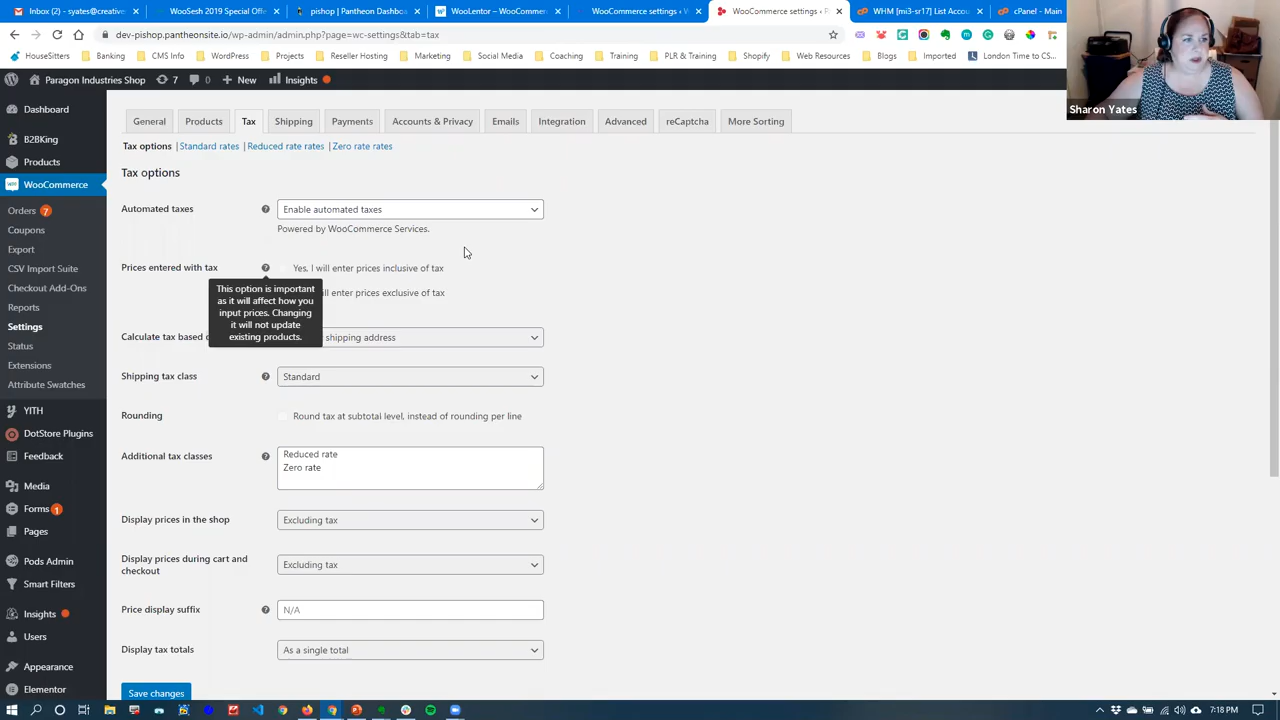 Inbox (2) - syates@creative
WooSesh 2019 Special Offe
pishop | Pantheon Dashboa
WooLentor – WooCommer
WooCommerce settings ‹
WooCommerce settings ‹ P
WHM [mi3-sr17] List Accou
cPanel - Main
dev-pishop.pantheonsite.io/wp-admin/admin.php?page=wc-settings&tab=tax
HouseSitters
Banking
CMS Info
WordPress
Projects
Reseller Hosting
Marketing
Social Media
Coaching
Training
PLR & Training
Shopify
Web Resources
Blogs
Imported
London Time to CS...
Sharon Yates
Paragon Industries Shop
7
0
New
Insights
Dashboard
B2KIng
Products
WooCommerce
Orders 7
Coupons
Export
CSV Import Suite
Checkout Add-Ons
Reports
Settings
Status
Extensions
Attribute Swatches
YITH
DotStore Plugins
Feedback
Media
Forms 1
Pages
Pods Admin
Smart Filters
Insights
Users
Appearance
Elementor
General
Products
Tax
Shipping
Payments
Accounts & Privacy
Emails
Integration
Advanced
reCaptcha
More Sorting
Tax options | Standard rates | Reduced rate rates | Zero rate rates
Tax options
Automated taxes
Enable automated taxes
Powered by WooCommerce Services.
Prices entered with tax
Yes, I will enter prices inclusive of tax
ill enter prices exclusive of tax
This option is important
as it will affect how you
input prices. Changing
it will not update
existing products.
Calculate tax based
shipping address
Shipping tax class
Standard
Rounding
Round tax at subtotal level, instead of rounding per line
Additional tax classes
Reduced rate
Zero rate
Display prices in the shop
Excluding tax
Display prices during cart and
checkout
Excluding tax
Price display suffix
N/A
Display tax totals
As a single total
Save changes
7:18 PM